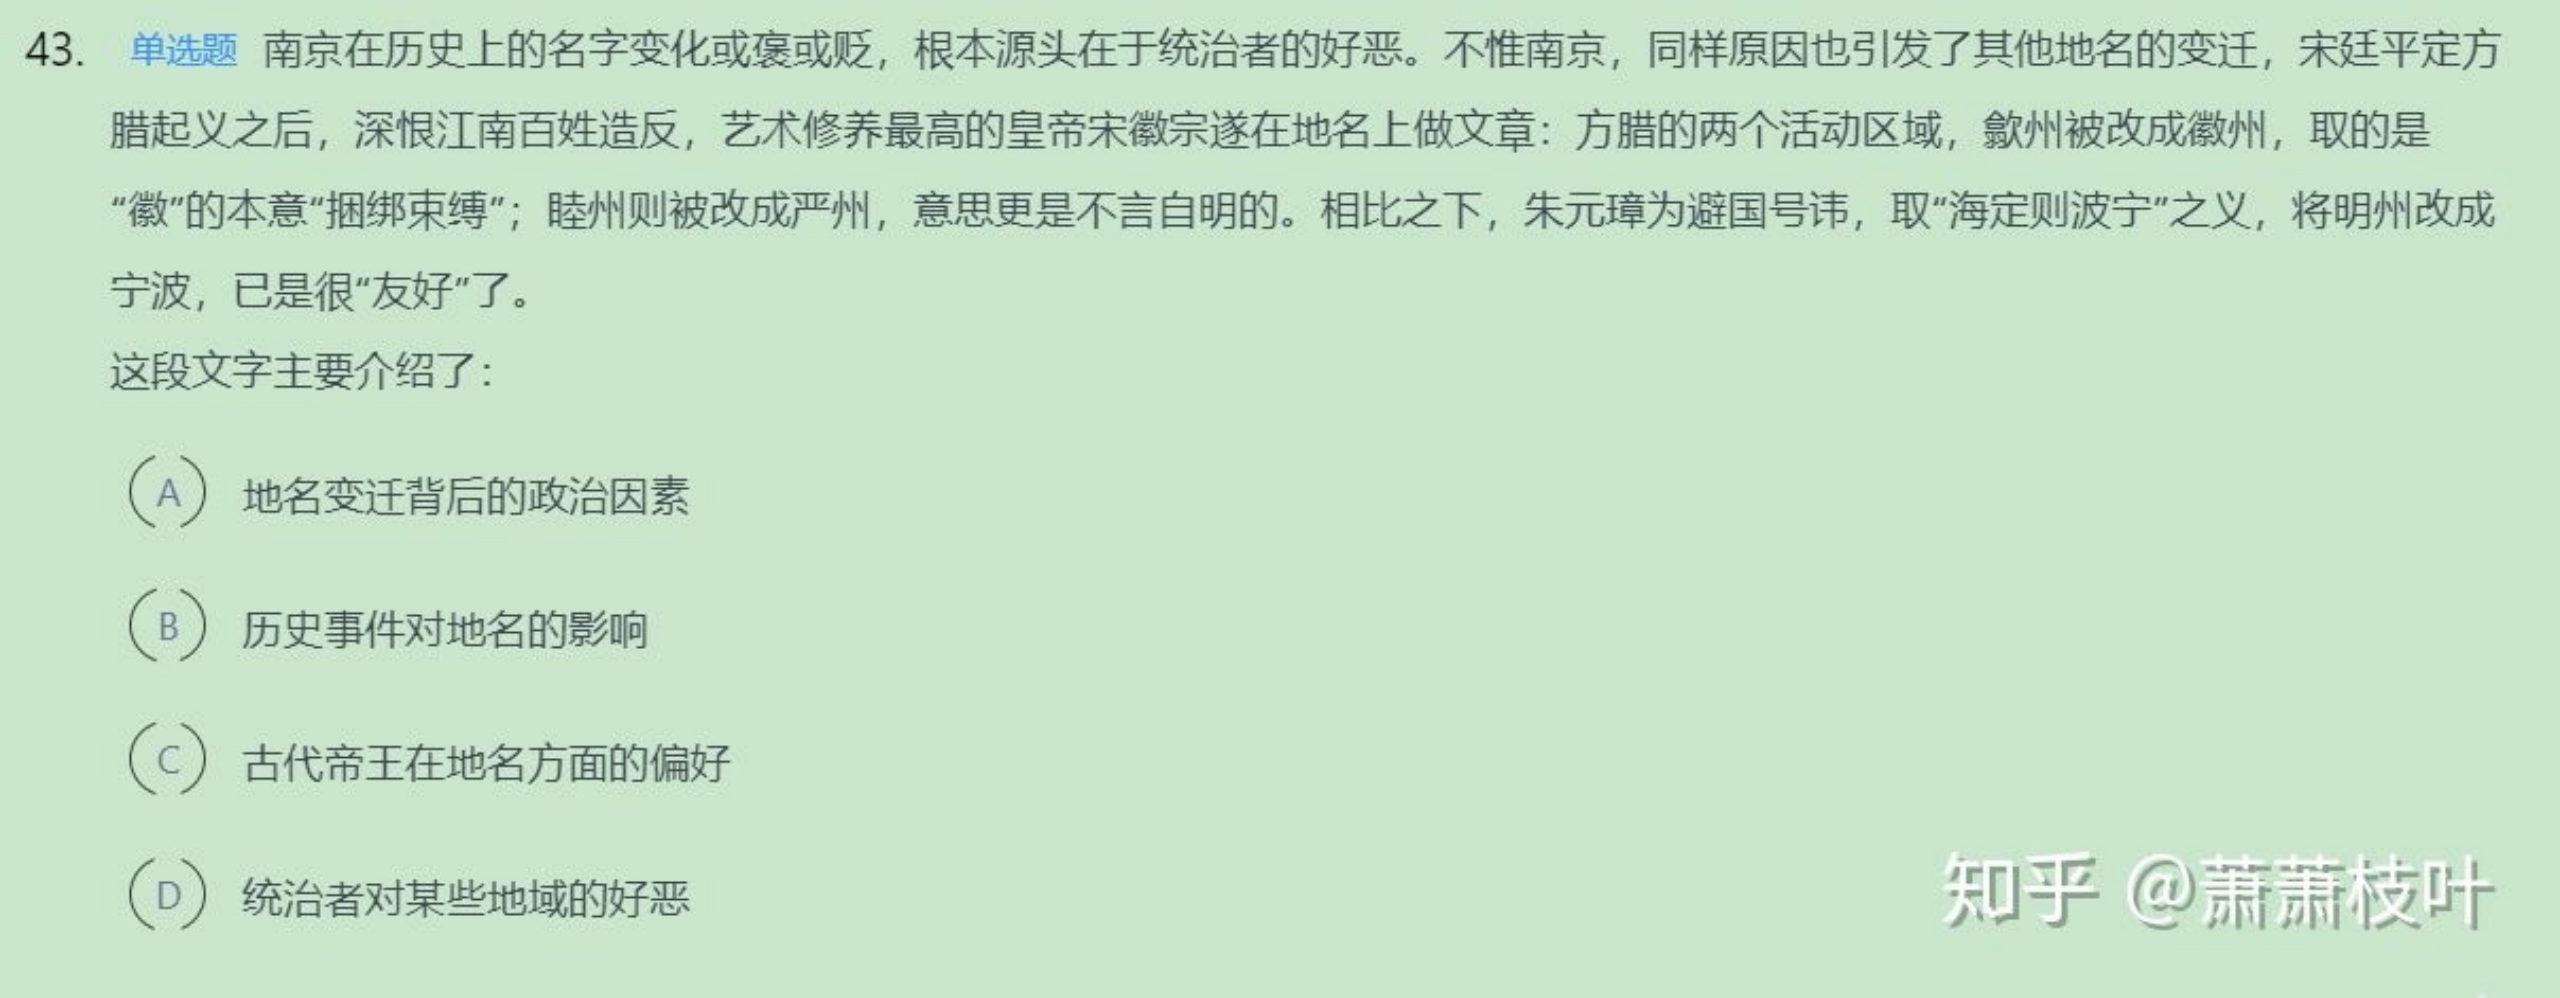 43. 单选题 南京在历史上的名字变化或褒或贬，根本源头在于统治者的好恶。不惟南京，同样原因也引发了其他地名的变迁，宋廷平定方
腊起义之后，深恨江南百姓造反，艺术修养最高的皇帝宋徽宗遂在地名上做文章：方腊的两个活动区域，歙州被改成徽州，取的是
“徽”的本意“捆绑束缚”；睦州则被改成严州，意思更是不言自明的。相比之下，朱元璋为避国号讳，取“海定则波宁”之义，将明州改成
宁波，已是很“友好”了。
这段文字主要介绍了：
A 地名变迁背后的政治因素
B 历史事件对地名的影响
C 古代帝王在地名方面的偏好
D 统治者对某些地域的好恶
知乎 @萧萧枝叶